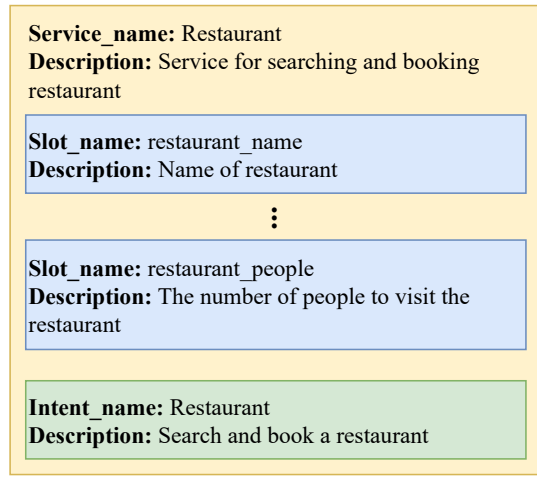 Service_name: Restaurant
Description: Service for searching and booking
restaurant
Slot_name: restaurant_name
Description: Name of restaurant
Slot_name: restaurant_people
Description: The number of people to visit the
restaurant
Intent_name: Restaurant
Description: Search and book a restaurant